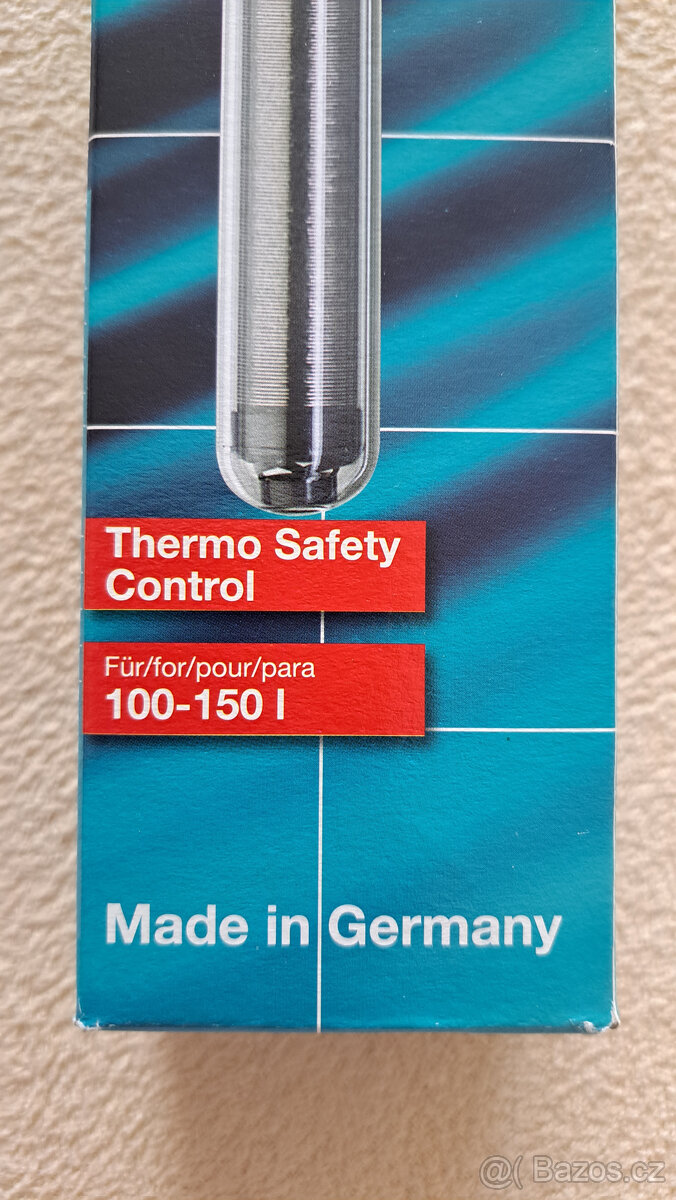 Thermo Safety
Control
Für/for/pour/para
100-150 l
Made in Germany
@ Bazos.cz